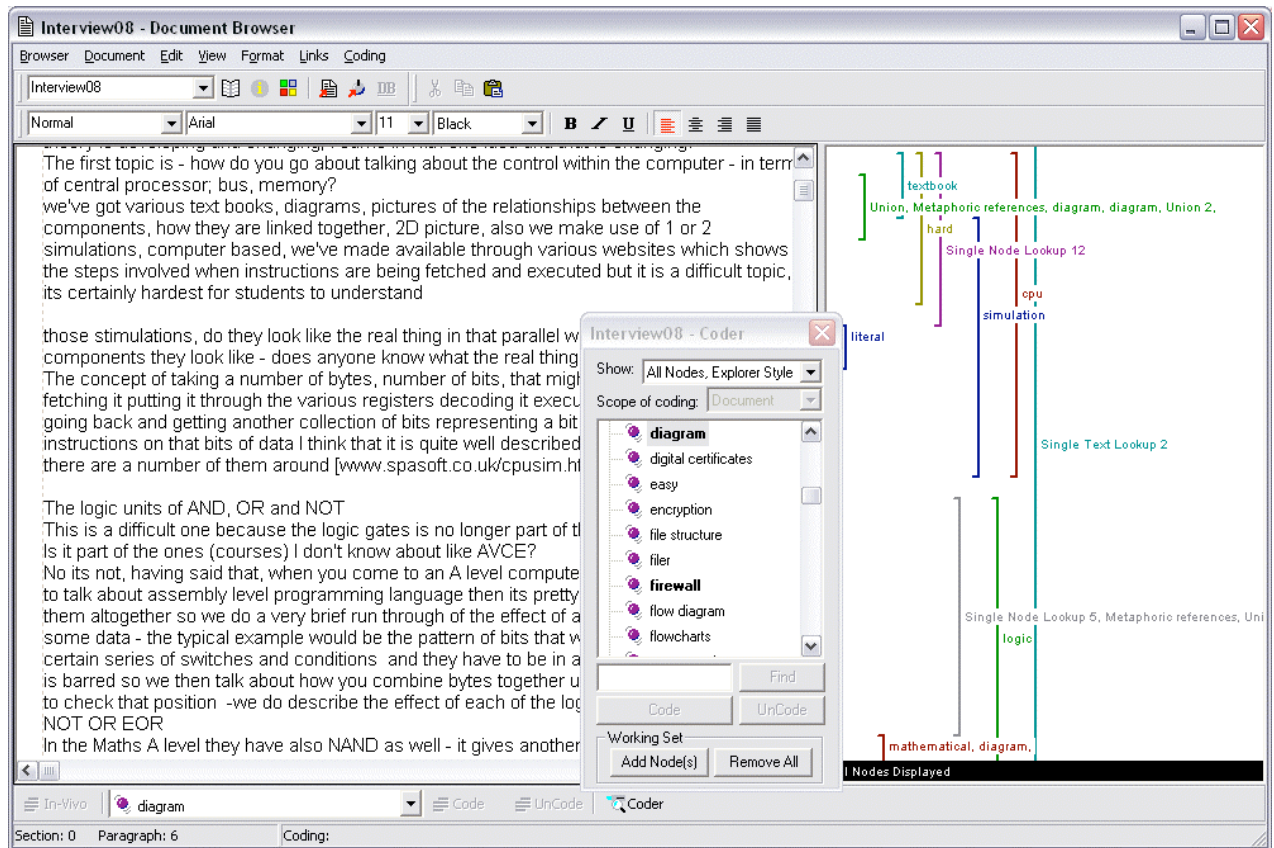 Interview08 - Document Browser
Browser Document Edit View Format Links Coding
Interview08 DB
Normal Arial 11 Black B I U
theory is developing and changing, I came in with one idea and that is changing.
The first topic is - how do you go about talking about the control within the computer - in term
of central processor; bus, memory?
we've got various text books, diagrams, pictures of the relationships between the
components, how they are linked together, 2D picture, also we make use of 1 or 2
simulations, computer based, we've made available through various websites which shows
the steps involved when instructions are being fetched and executed but it is a difficult topic,
its certainly hardest for students to understand
those stimulations, do they look like the real thing in that parallel w
components they look like - does anyone know what the real thing
The concept of taking a number of bytes, number of bits, that migh
fetching it putting it through the various registers decoding it execu
going back and getting another collection of bits representing a bit
instructions on that bits of data I think that it is quite well described
there are a number of them around [www.spasoft.co.uk/cpusim.ht
The logic units of AND, OR and NOT
This is a difficult one because the logic gates is no longer part of th
Is it part of the ones (courses) I don't know about like AVCE?
No its not, having said that, when you come to an A level compute
to talk about assembly level programming language then its pretty
them altogether so we do a very brief run through of the effect of a
some data - the typical example would be the pattern of bits that w
certain series of switches and conditions and they have to be in a
is barred so we then talk about how you combine bytes together u
to check that position -we do describe the effect of each of the log
NOT OR EOR
In the Maths A level they have also NAND as well - it gives another
Interview08 - Coder
Show: All Nodes, Explorer Style
Scope of coding: Document
diagram
digital certificates
easy
encryption
file structure
filer
firewall
flow diagram
flowcharts
Find
Code UnCode
Working Set
Add Node(s) Remove All
textbook
Union, Metaphoric references, diagram, diagram, Union 2,
hard
Single Node Lookup 12
cpu
simulation
literal
Single Text Lookup 2
Single Node Lookup 5, Metaphoric references, Uni
logic
mathematical, diagram,
l Nodes Displayed
In-Vivo diagram Code UnCode Coder
Section: 0 Paragraph: 6 Coding: